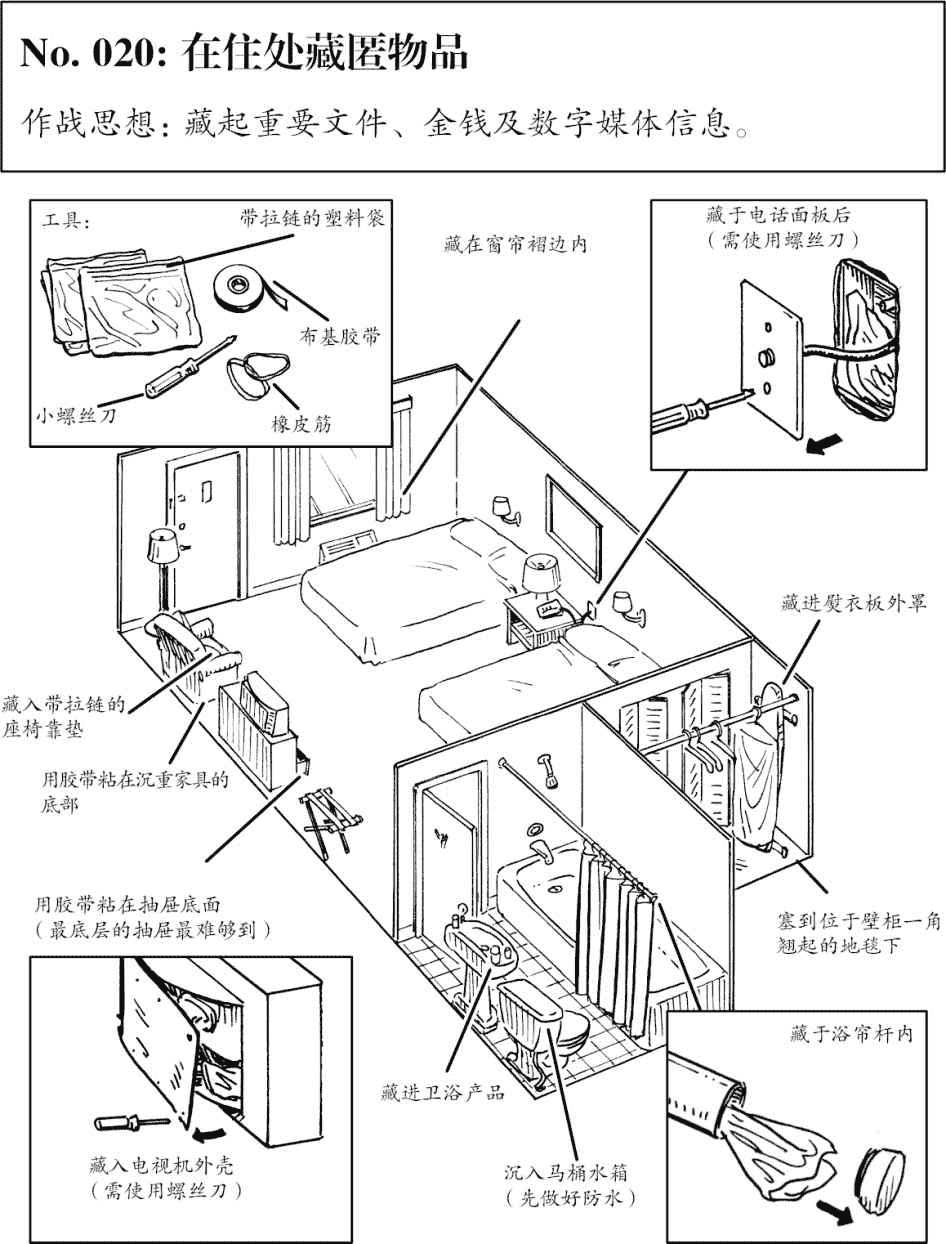 No. 020: 在住处藏匿物品
作战思想: 藏起重要文件、金钱及数字媒体信息。
工具:
带拉链的塑料袋
布基胶带
小螺丝刀
橡皮筋
藏在窗帘褶边内
藏于电话面板后
(需使用螺丝刀)
藏进熨衣板外罩
藏入带拉链的
座椅靠垫
用胶带粘在沉重家具的
底部
用胶带粘在抽屉底面
(最底层的抽屉最难够到)
塞到位于壁柜一角
翘起的地毯下
藏于浴帘杆内
藏进卫浴产品
藏入电视机外壳
(需使用螺丝刀)
沉入马桶水箱
(先做好防水)